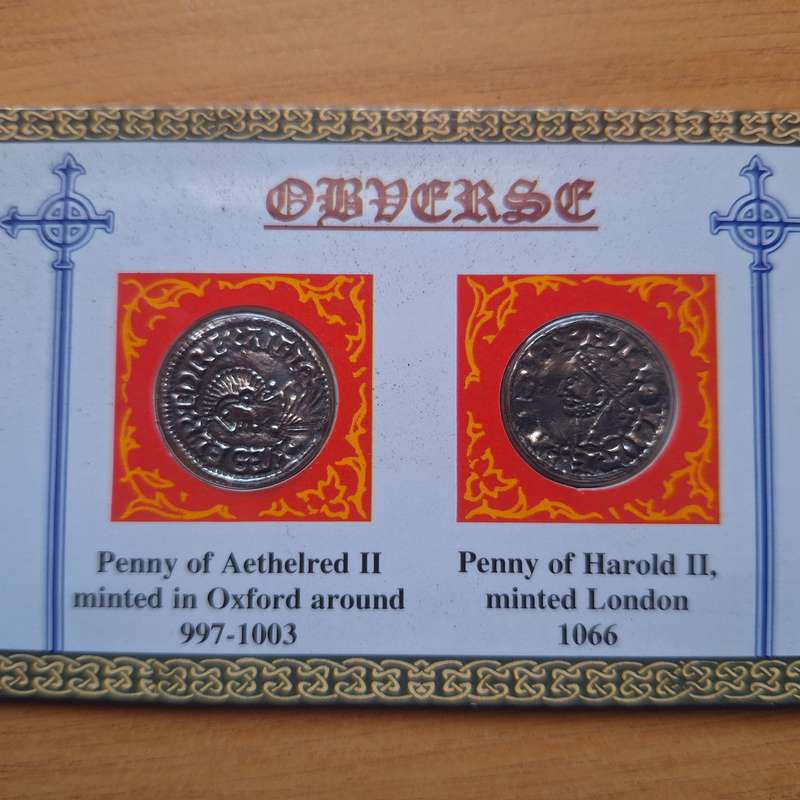 OBVERSE
Penny of Aethelred II
minted in Oxford around
997-1003
Penny of Harold II,
minted London
1066